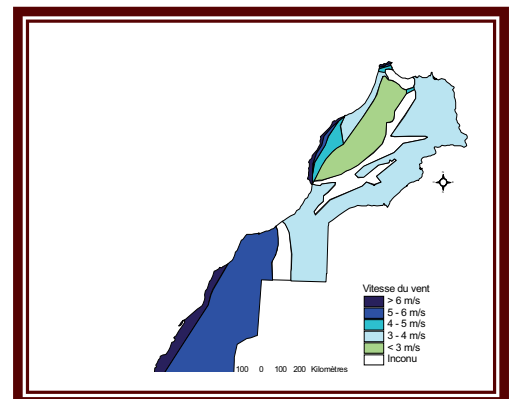 Vitesse du vent
> 6 m/s
5 - 6 m/s
4 - 5 m/s
3 - 4 m/s
< 3 m/s
Inconu
100 0 100 200 Kilomètres